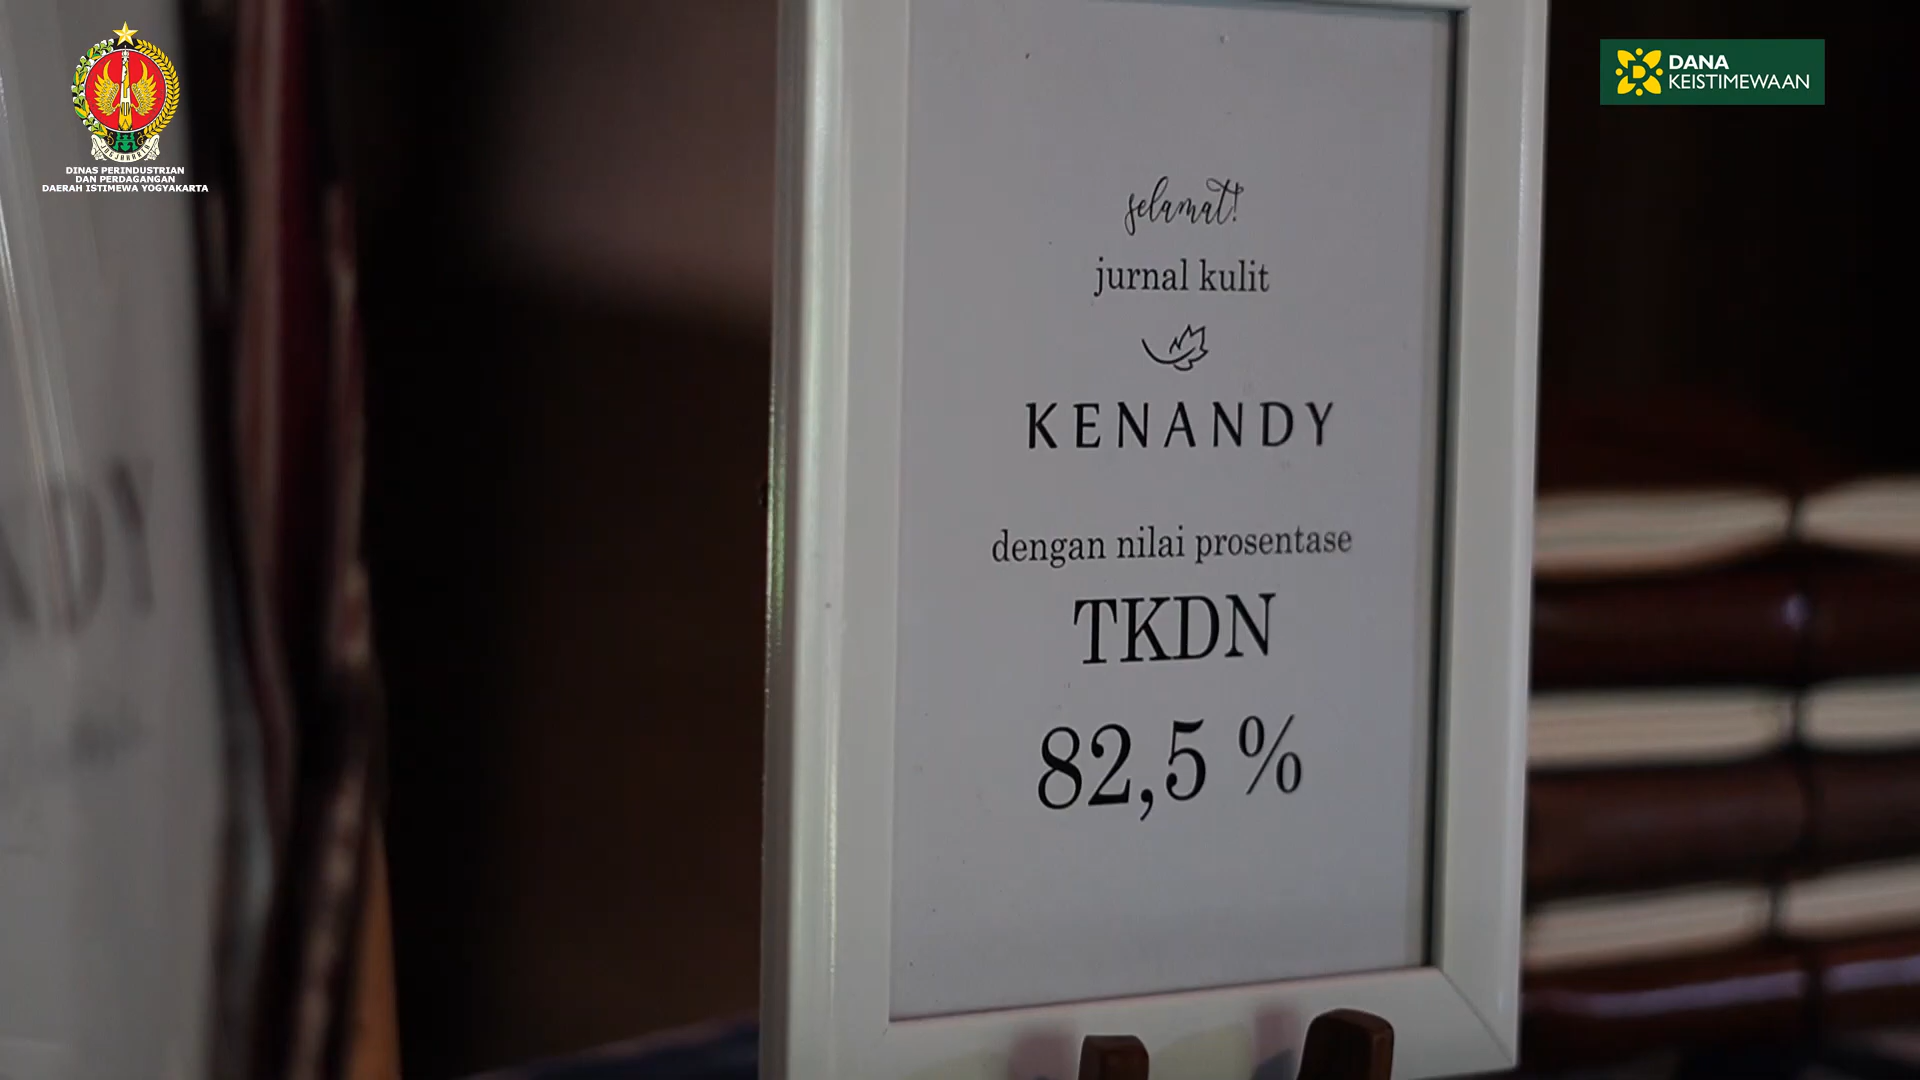 DINAS PERINDUSTRIAN
DAN PERDAGANGAN
DAERAH ISTIMEWA YOGYAKARTA
DANA
KEISTIMEWAAN
selamat!
jurnal kulit
KENANDY
dengan nilai prosentase
TKDN
82,5 %